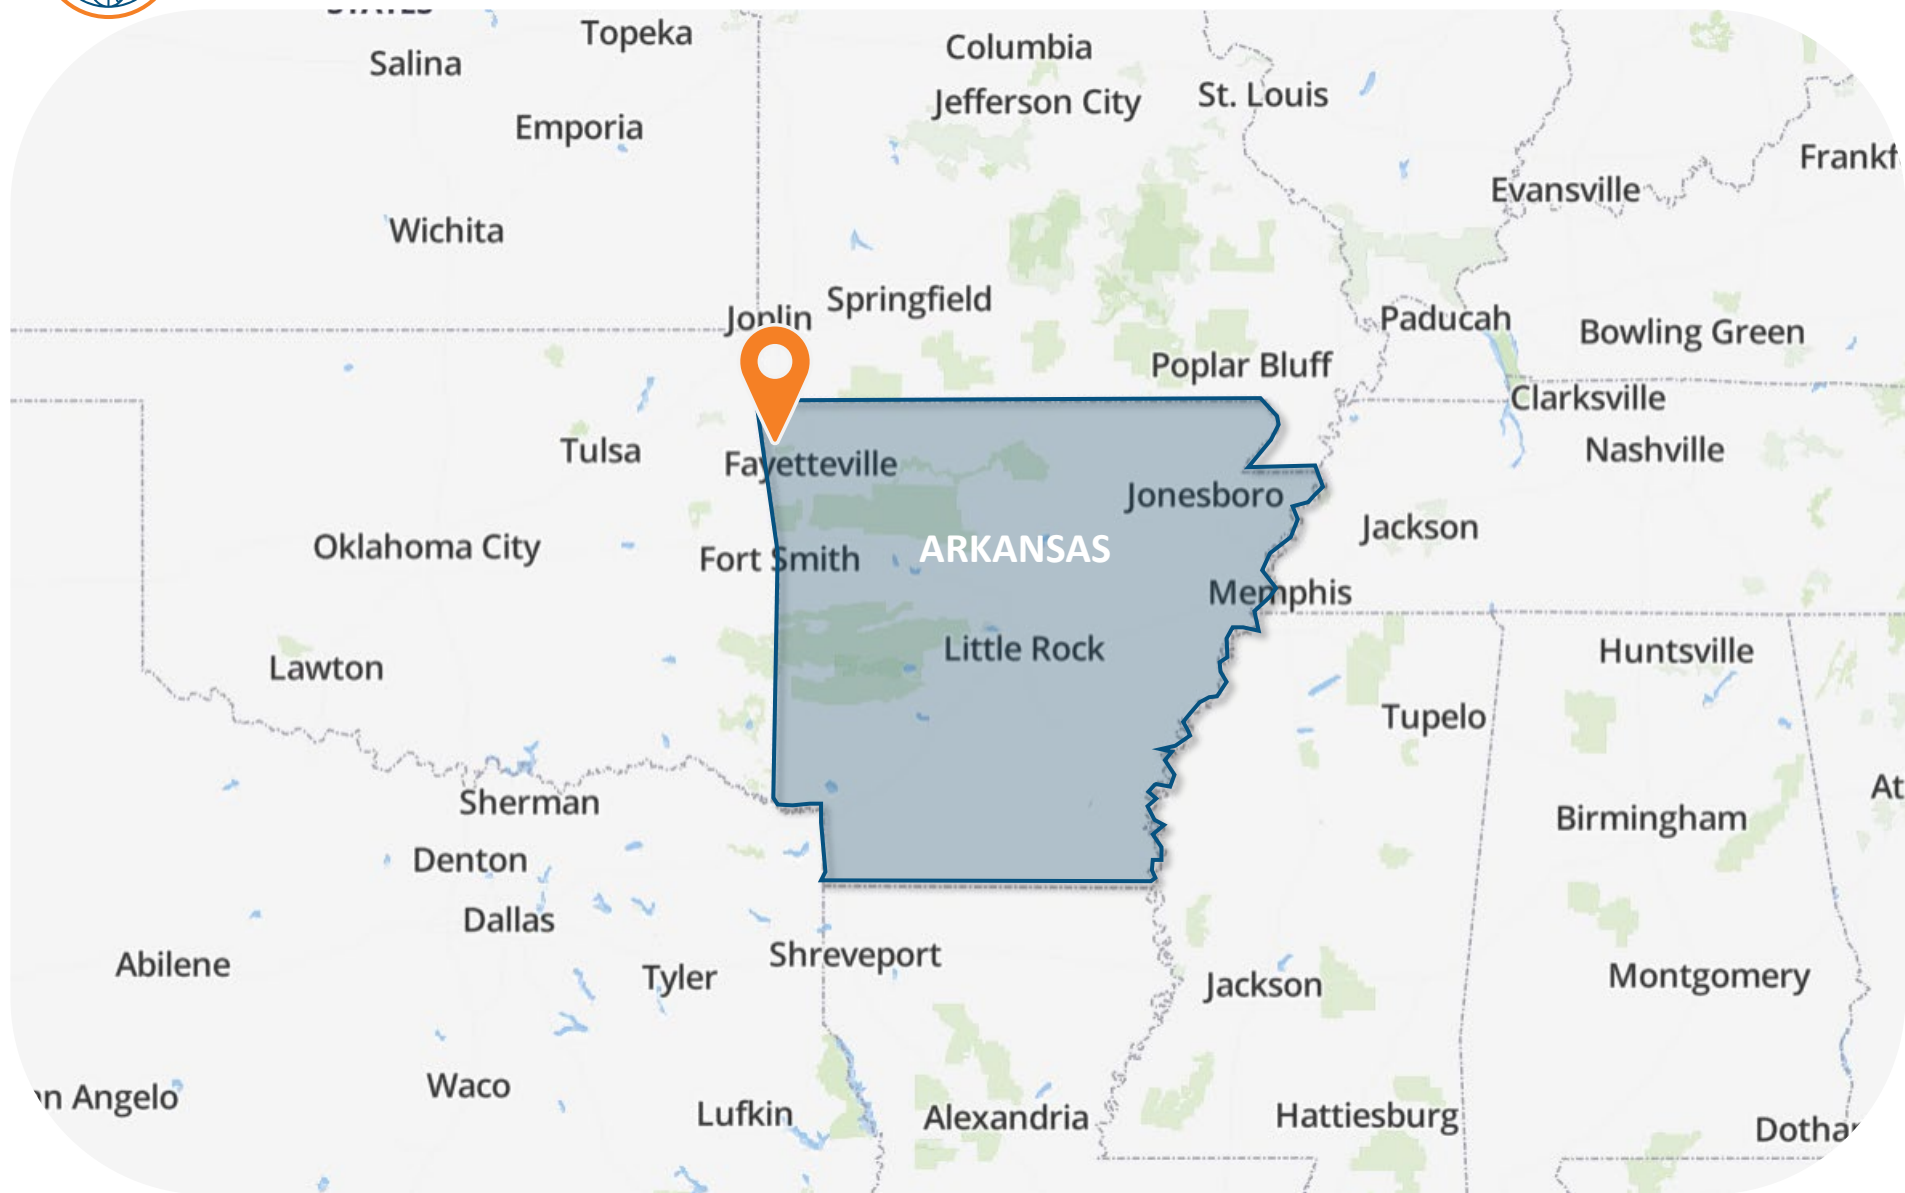 Topeka
Columbia
Salina
Jefferson City
St. Louis
Emporia
Frankf
Evansville
Wichita
Springfield
Joplin
Paducah
Bowling Green
Poplar Bluff
Clarksville
Tulsa
Fayetteville
Nashville
Jonesboro
Jackson
Oklahoma City
Fort Smith
ARKANSAS
Memphis
Little Rock
Huntsville
Lawton
Tupelo
At
Sherman
Birmingham
Denton
Dallas
Shreveport
Abilene
Tyler
Jackson
Montgomery
Waco
n Angelo
Lufkin
Alexandria
Hattiesburg
Dothan